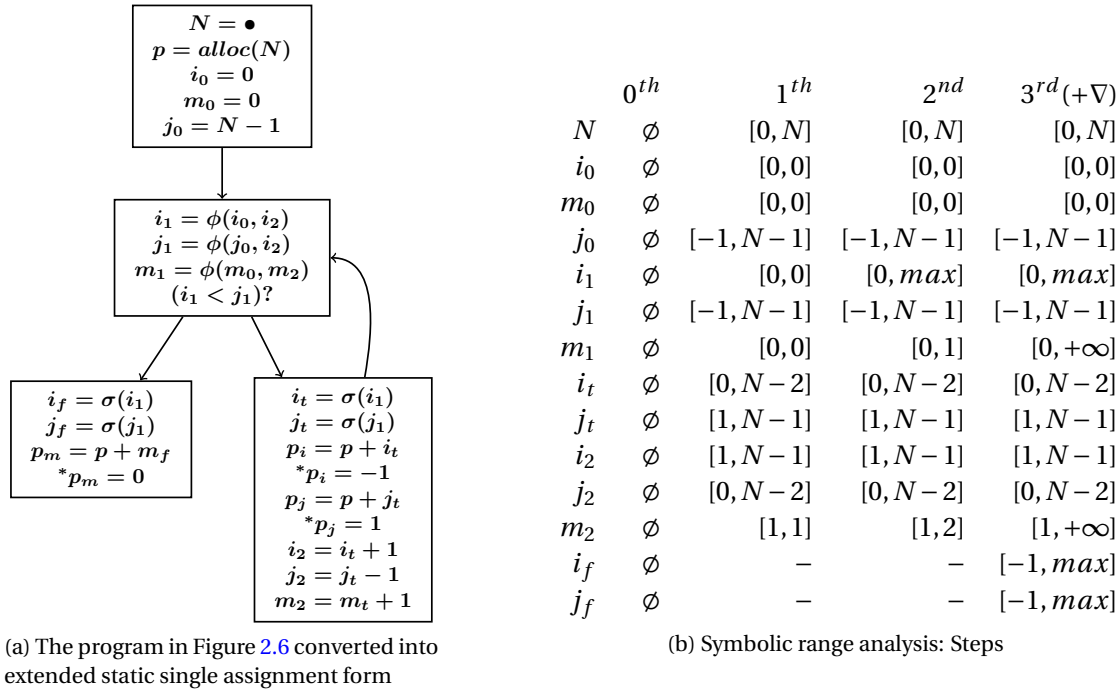 N = •
p = alloc(N)
i₀ = 0
m₀ = 0
j₀ = N − 1
i₁ = ϕ(i₀, i₂)
j₁ = ϕ(j₀, i₂)
m₁ = ϕ(m₀, m₂)
(i₁ < j₁)?
i_f = σ(i₁)
j_f = σ(j₁)
p_m = p + m_f
*p_m = 0
i_t = σ(i₁)
j_t = σ(j₁)
p_i = p + i_t
*p_i = −1
p_j = p + j_t
*p_j = 1
i₂ = i_t + 1
j₂ = j_t − 1
m₂ = m_t + 1
(a) The program in Figure 2.6 converted into
extended static single assignment form
0^th 1^th 2^nd 3^rd(+∇)
N ∅ [0, N] [0, N] [0, N]
i₀ ∅ [0, 0] [0, 0] [0, 0]
m₀ ∅ [0, 0] [0, 0] [0, 0]
j₀ ∅ [−1, N − 1] [−1, N − 1] [−1, N − 1]
i₁ ∅ [0, 0] [0, max] [0, max]
j₁ ∅ [−1, N − 1] [−1, N − 1] [−1, N − 1]
m₁ ∅ [0, 0] [0, 1] [0, +∞]
i_t ∅ [0, N − 2] [0, N − 2] [0, N − 2]
j_t ∅ [1, N − 1] [1, N − 1] [1, N − 1]
i₂ ∅ [1, N − 1] [1, N − 1] [1, N − 1]
j₂ ∅ [0, N − 2] [0, N − 2] [0, N − 2]
m₂ ∅ [1, 1] [1, 2] [1, +∞]
i_f ∅ − − [−1, max]
j_f ∅ − − [−1, max]
(b) Symbolic range analysis: Steps